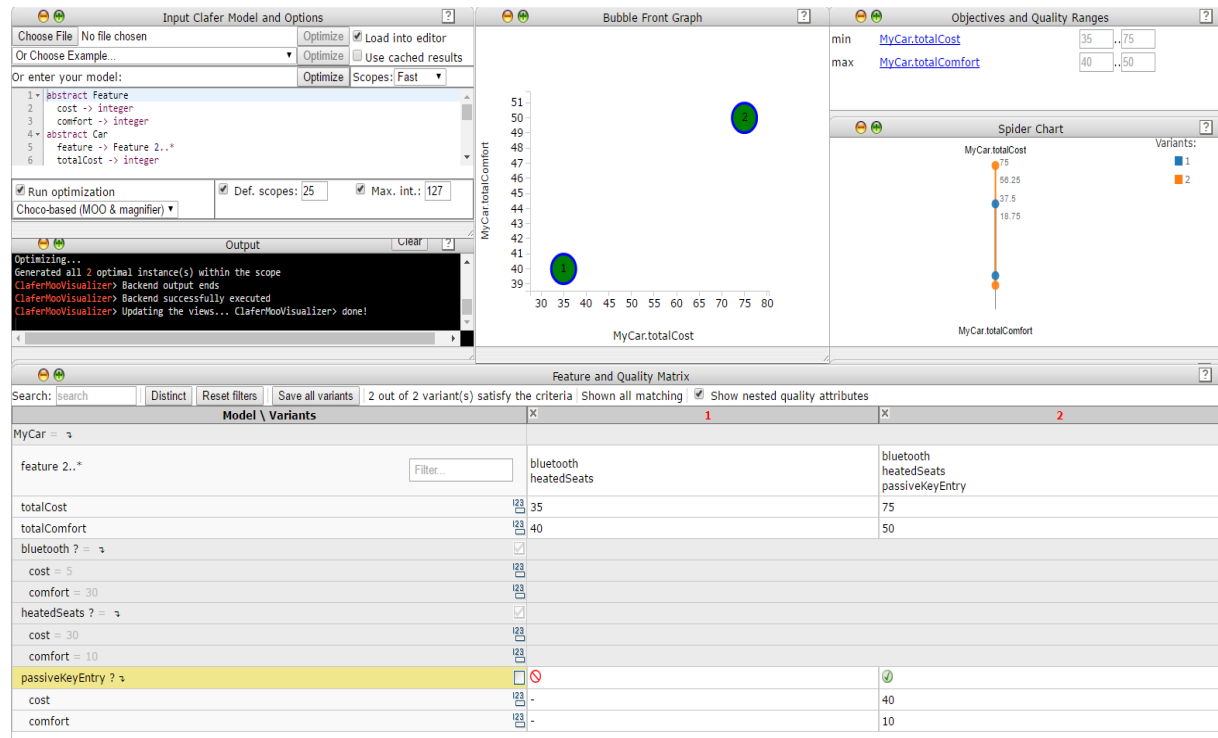 Input Clafer Model and Options ?
Choose File No file chosen Optimize Load into editor
Or Choose Example... Optimize Use cached results
Or enter your model: Optimize Scopes: Fast
1 abstract Feature
2 cost -> integer
3 comfort -> integer
4 abstract Car
5 feature -> Feature 2..*
6 totalCost -> integer
Run optimization Def. scopes: 25 Max. int.: 127
Choco-based (MOO & magnifier)
Output Clear ?
Optimizing...
Generated all 2 optimal instance(s) within the scope
ClaferMooVisualizer> Backend output ends
ClaferMooVisualizer> Backend successfully executed
ClaferMooVisualizer> Updating the views... ClaferMooVisualizer> done!
Bubble Front Graph ?
MyCar.totalComfort
51
50
49
48
47
46
45
44
43
42
41
40
39
2
1
30 35 40 45 50 55 60 65 70 75 80
MyCar.totalCost
Objectives and Quality Ranges ?
min MyCar.totalCost 35 .. 75
max MyCar.totalComfort 40 .. 50
Spider Chart ?
MyCar.totalCost
75
56.25
37.5
18.75
MyCar.totalComfort
Variants:
1
2
Feature and Quality Matrix ?
Search: search Distinct Reset filters Save all variants 2 out of 2 variant(s) satisfy the criteria Shown all matching Show nested quality attributes
Model \ Variants 1 2
MyCar =
feature 2..* Filter...
bluetooth
heatedSeats
bluetooth
heatedSeats
passiveKeyEntry
totalCost 123 35 75
totalComfort 123 40 50
bluetooth ? =
cost = 5 123
comfort = 30 123
heatedSeats ? =
cost = 30 123
comfort = 10 123
passiveKeyEntry ?
cost 123 - 40
comfort 123 - 10